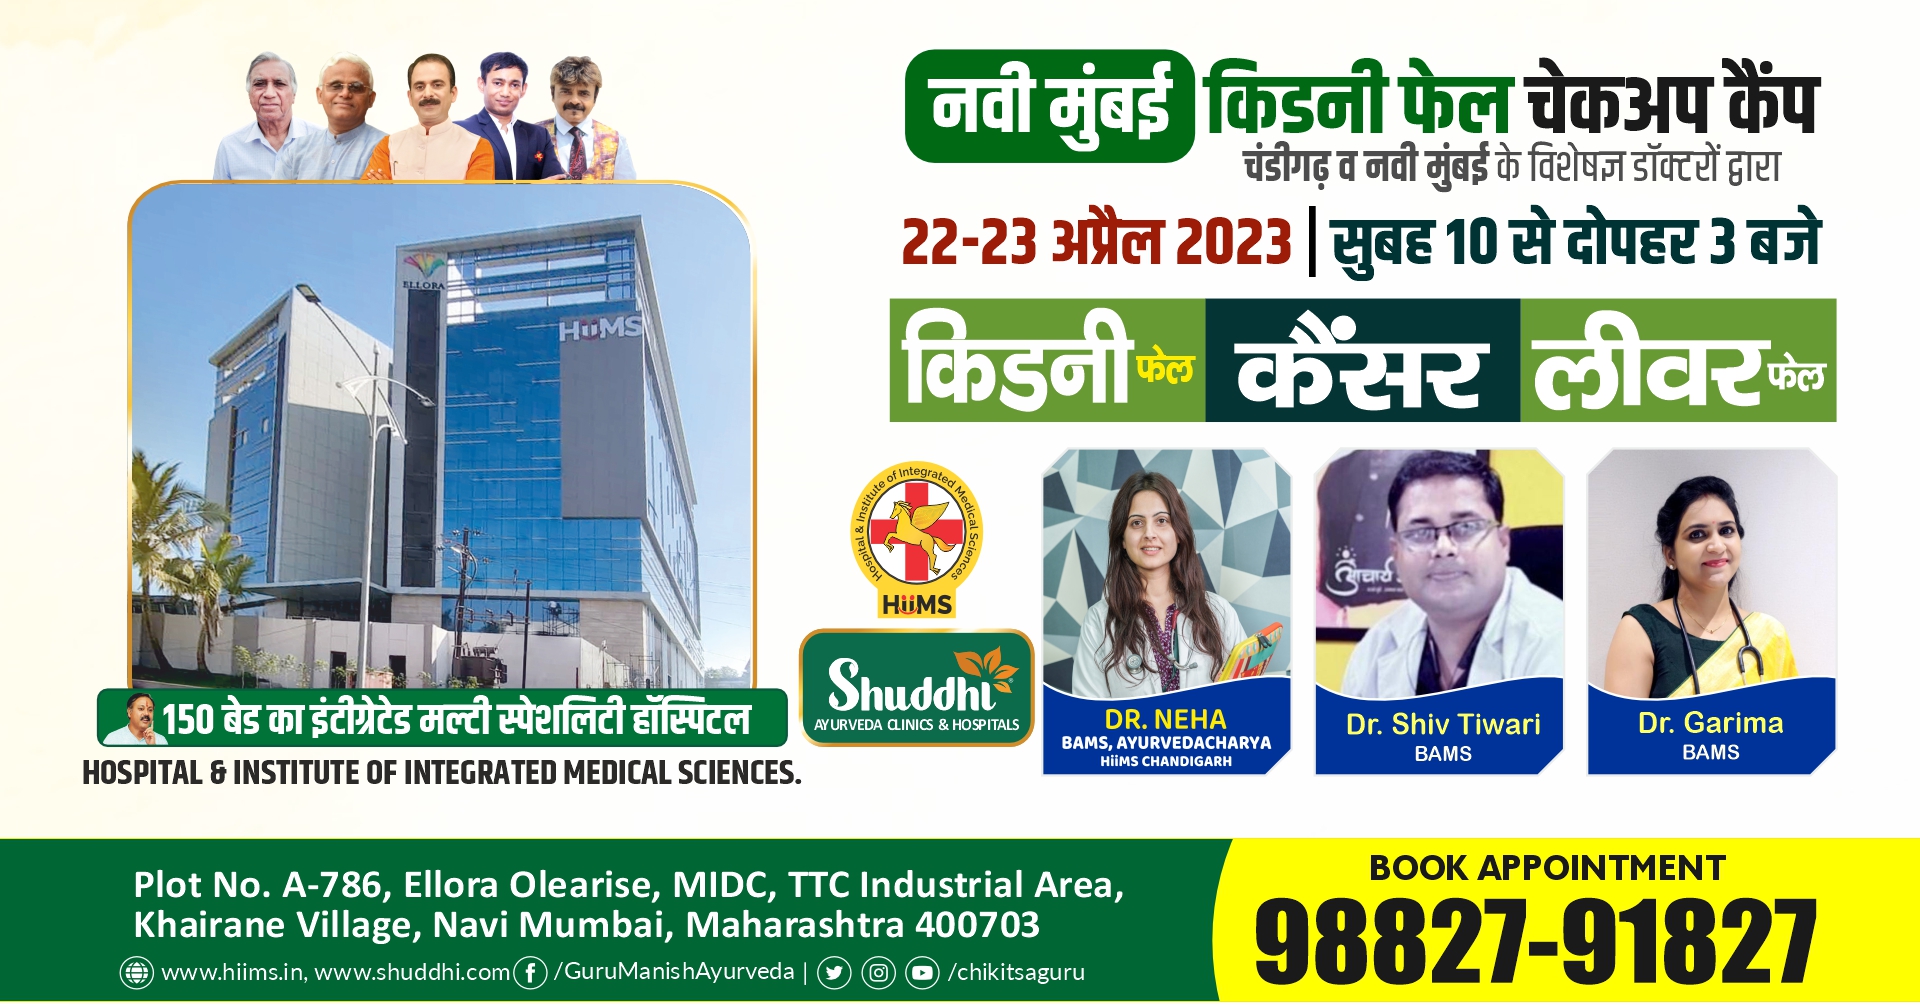 नवी मुंबई किडनी फेल चेकअप कैंप
चंडीगढ़ व नवी मुंबई के विशेषज्ञ डॉक्टरों द्वारा
22-23 अप्रैल 2023 | सुबह 10 से दोपहर 3 बजे
किडनी फेल कैंसर लीवर फेल
ELLORA
HiiMS
150 बेड का इंटीग्रेटेड मल्टी स्पेशलिटी हॉस्पिटल
HOSPITAL & INSTITUTE OF INTEGRATED MEDICAL SCIENCES.
Hospital & Institute of Integrated Medical Sciences
HiiMS
Shuddhi®
AYURVEDA CLINICS & HOSPITALS
DR. NEHA
BAMS, AYURVEDACHARYA
HiiMS CHANDIGARH
आचार्य
Dr. Shiv Tiwari
BAMS
Dr. Garima
BAMS
Plot No. A-786, Ellora Olearise, MIDC, TTC Industrial Area,
Khairane Village, Navi Mumbai, Maharashtra 400703
www.hiims.in, www.shuddhi.com /GuruManishAyurveda | /chikitsaguru
BOOK APPOINTMENT
98827-91827